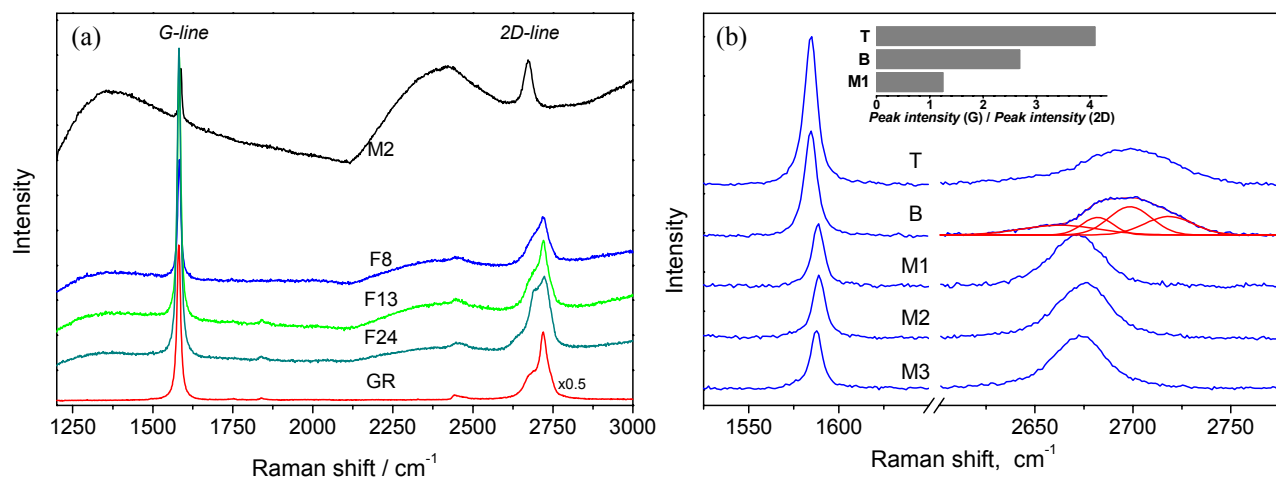 (a)
G-line
2D-line
M2
F8
F13
F24
GR
x0.5
Intensity
1250 1500 1750 2000 2250 2500 2750 3000
Raman shift / cm⁻¹
(b)
T
B
M1
0 1 2 3 4
Peak intensity (G) / Peak intensity (2D)
T
B
M1
M2
M3
Intensity
1550 1600 2650 2700 2750
Raman shift, cm⁻¹